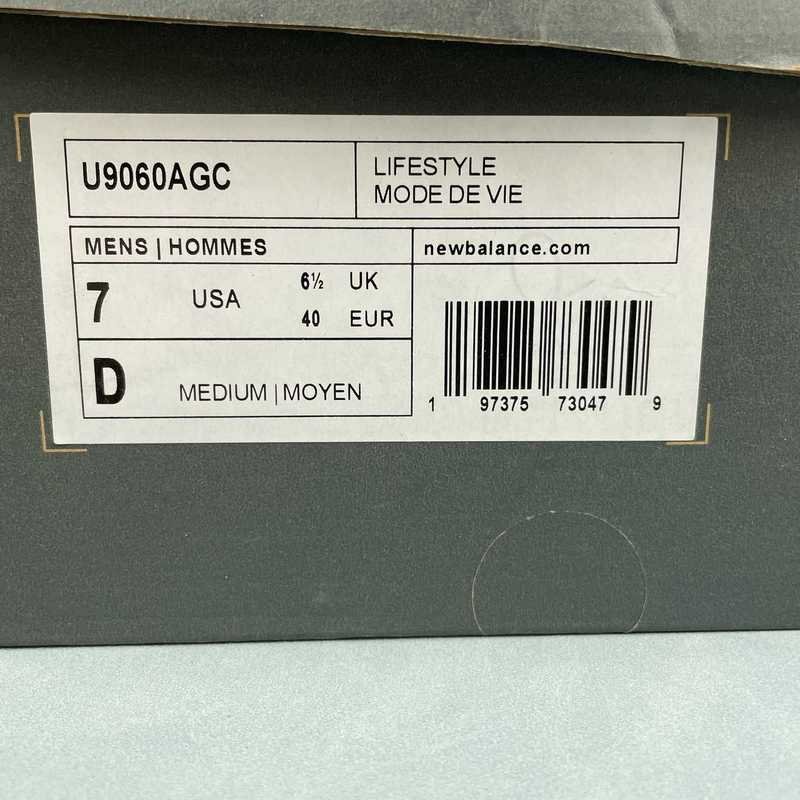 U9060AGC
LIFESTYLE
MODE DE VIE
MENS | HOMMES
newbalance.com
7 USA 6½ UK
40 EUR
D MEDIUM | MOYEN
1 97375 73047 9